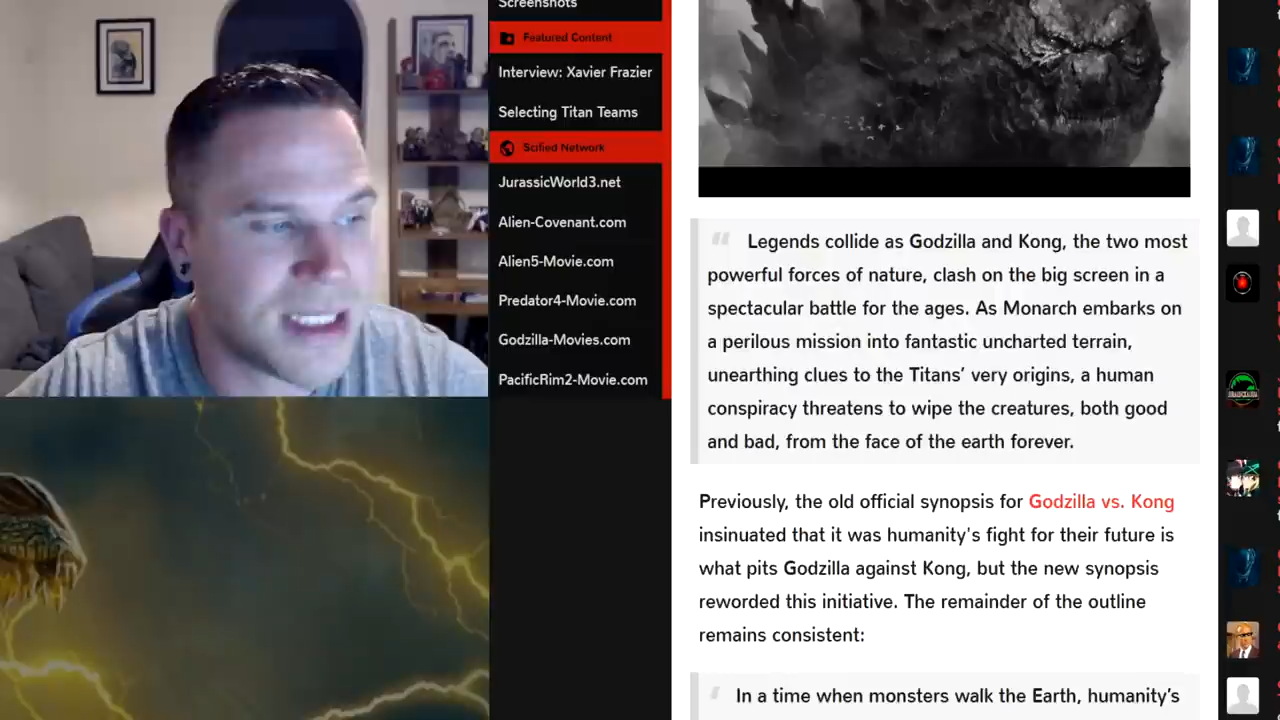 Screenshots
Featured Content
Interview: Xavier Frazier
Selecting Titan Teams
Scified Network
JurassicWorld3.net
Alien-Covenant.com
Alien5-Movie.com
Predator4-Movie.com
Godzilla-Movies.com
PacificRim2-Movie.com
Legends collide as Godzilla and Kong, the two most
powerful forces of nature, clash on the big screen in a
spectacular battle for the ages. As Monarch embarks on
a perilous mission into fantastic uncharted terrain,
unearthing clues to the Titans’ very origins, a human
conspiracy threatens to wipe the creatures, both good
and bad, from the face of the earth forever.
Previously, the old official synopsis for Godzilla vs. Kong
insinuated that it was humanity's fight for their future is
what pits Godzilla against Kong, but the new synopsis
reworded this initiative. The remainder of the outline
remains consistent:
In a time when monsters walk the Earth, humanity’s